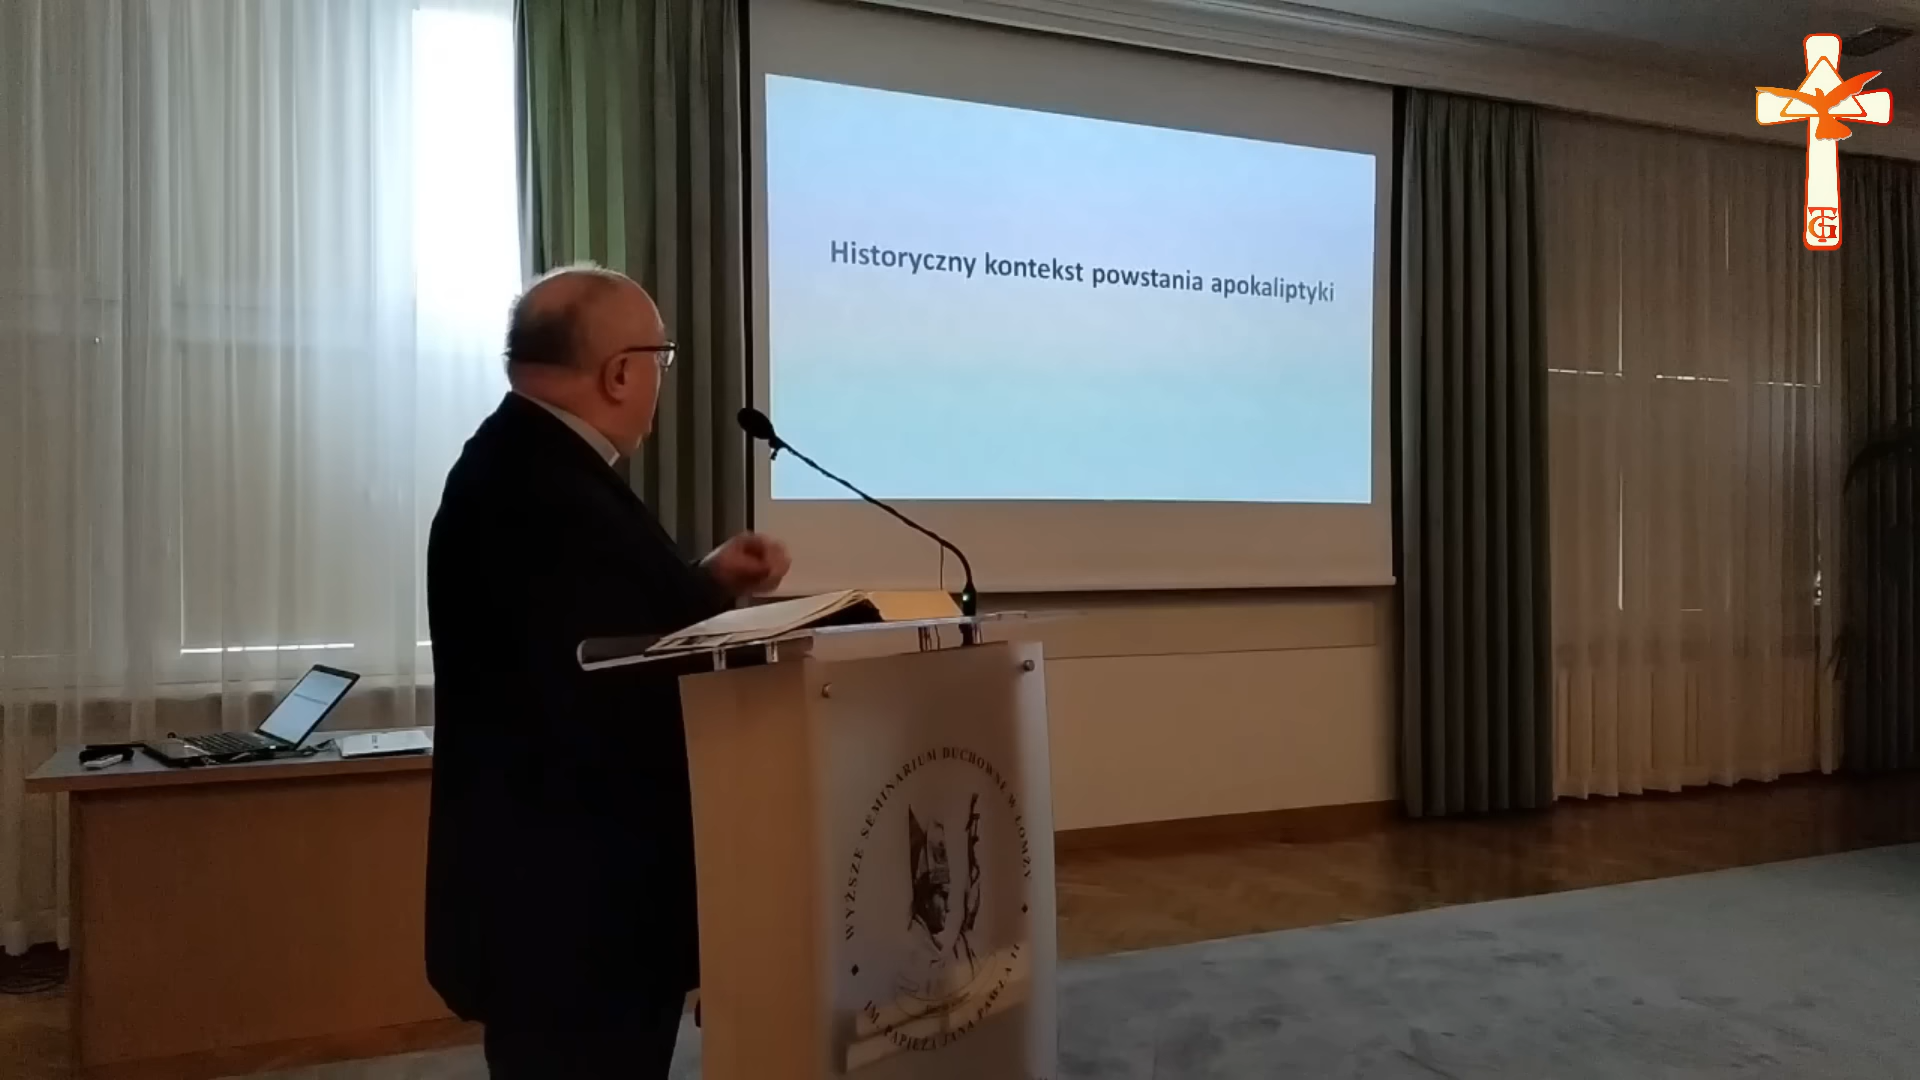 Historyczny kontekst powstania apokaliptyki
WYŻSZE SEMINARIUM DUCHOWNE W ŁOMŻY
IM. PAPIEŻA JANA PAWŁA II